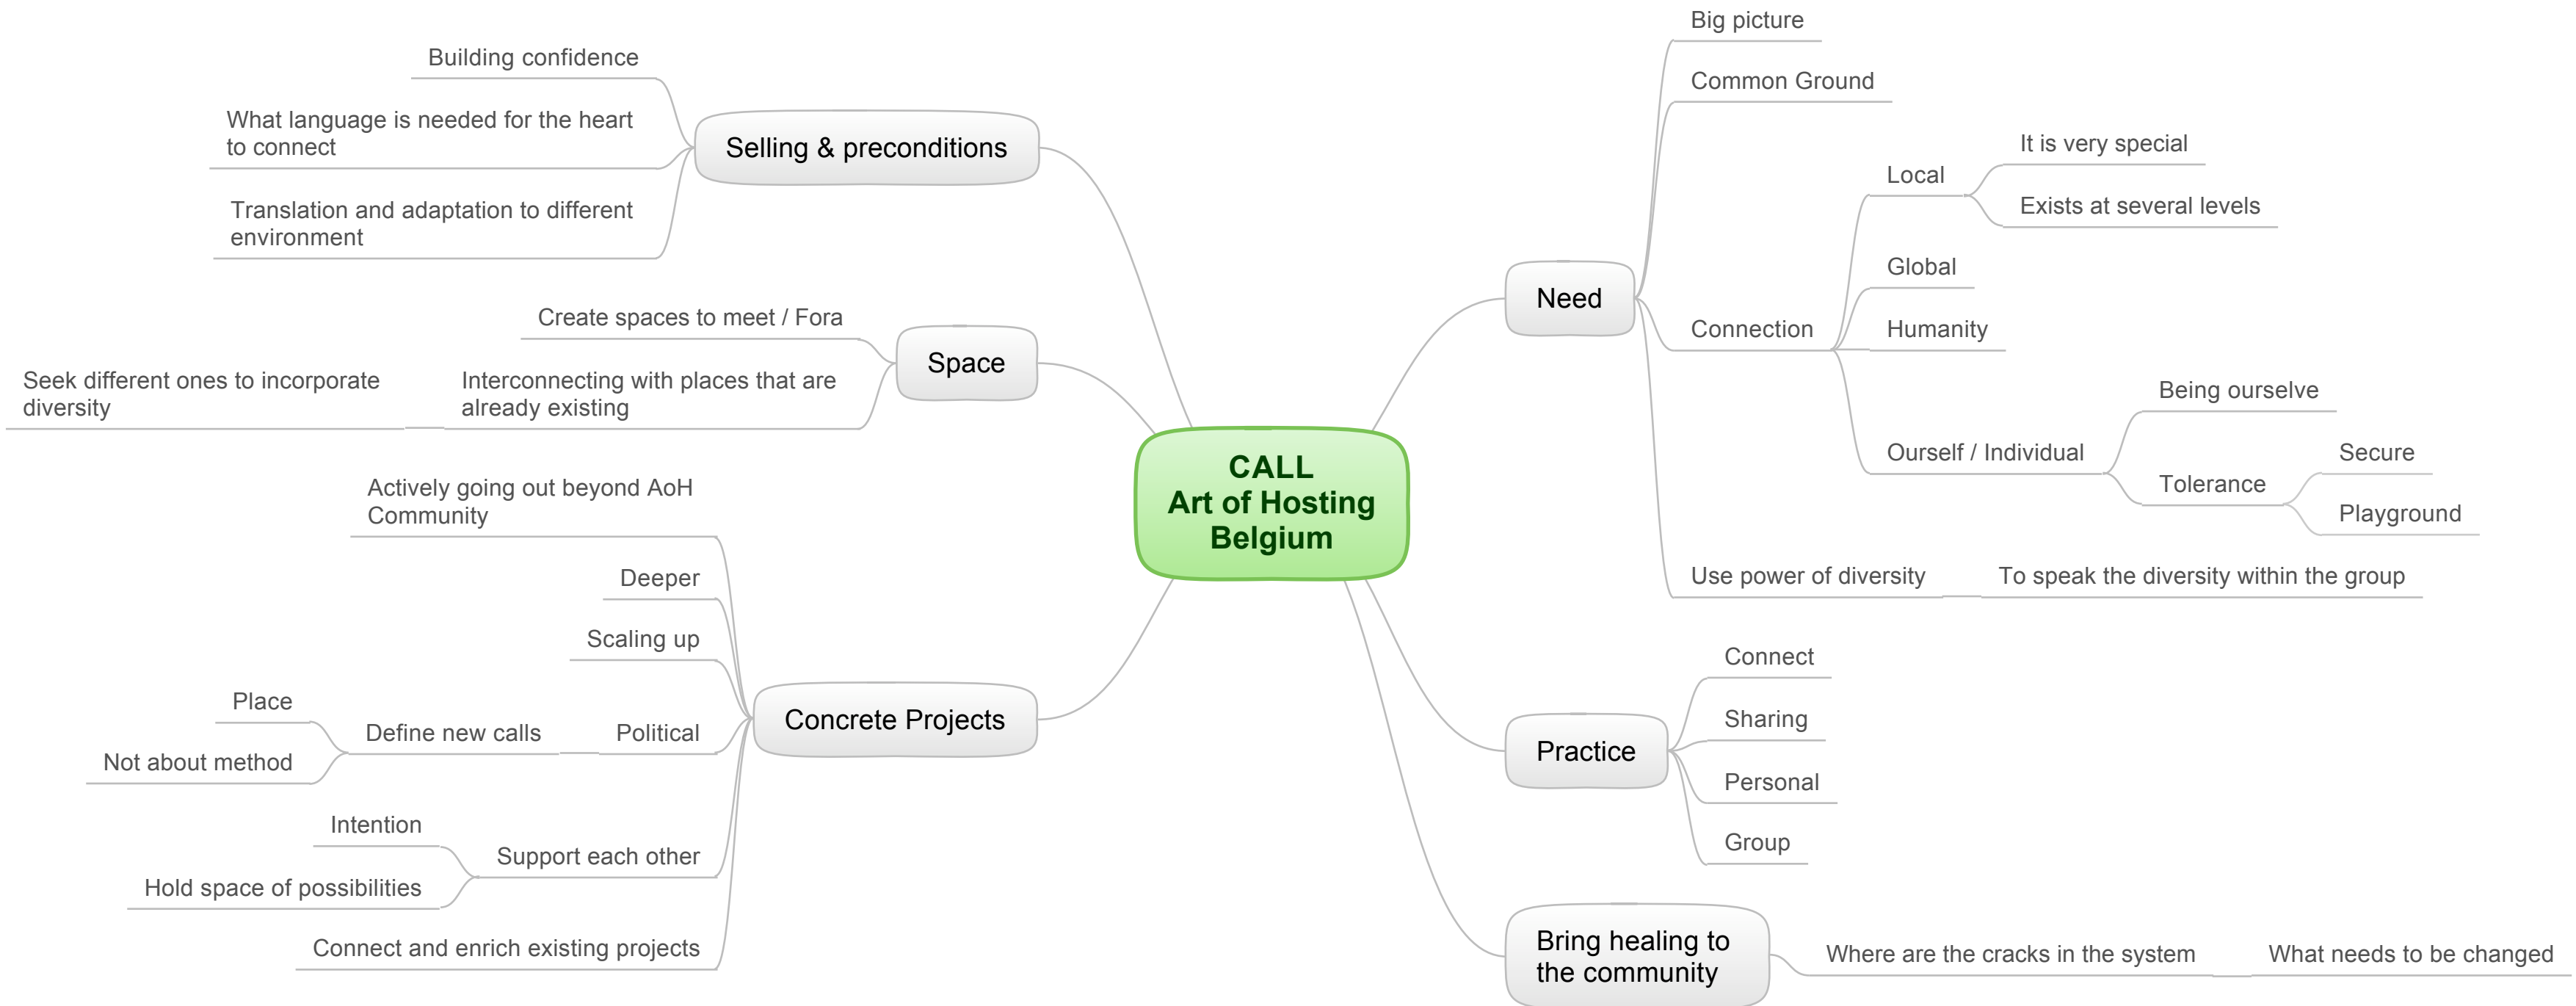 CALL
Art of Hosting
Belgium
Selling & preconditions
Building confidence
What language is needed for the heart
to connect
Translation and adaptation to different
environment
Space
Create spaces to meet / Fora
Interconnecting with places that are
already existing
Seek different ones to incorporate
diversity
Concrete Projects
Actively going out beyond AoH
Community
Deeper
Scaling up
Political
Define new calls
Place
Not about method
Support each other
Intention
Hold space of possibilities
Connect and enrich existing projects
Need
Big picture
Common Ground
Connection
Local
It is very special
Exists at several levels
Global
Humanity
Ourself / Individual
Being ourselve
Tolerance
Secure
Playground
Use power of diversity
To speak the diversity within the group
Practice
Connect
Sharing
Personal
Group
Bring healing to
the community
Where are the cracks in the system
What needs to be changed